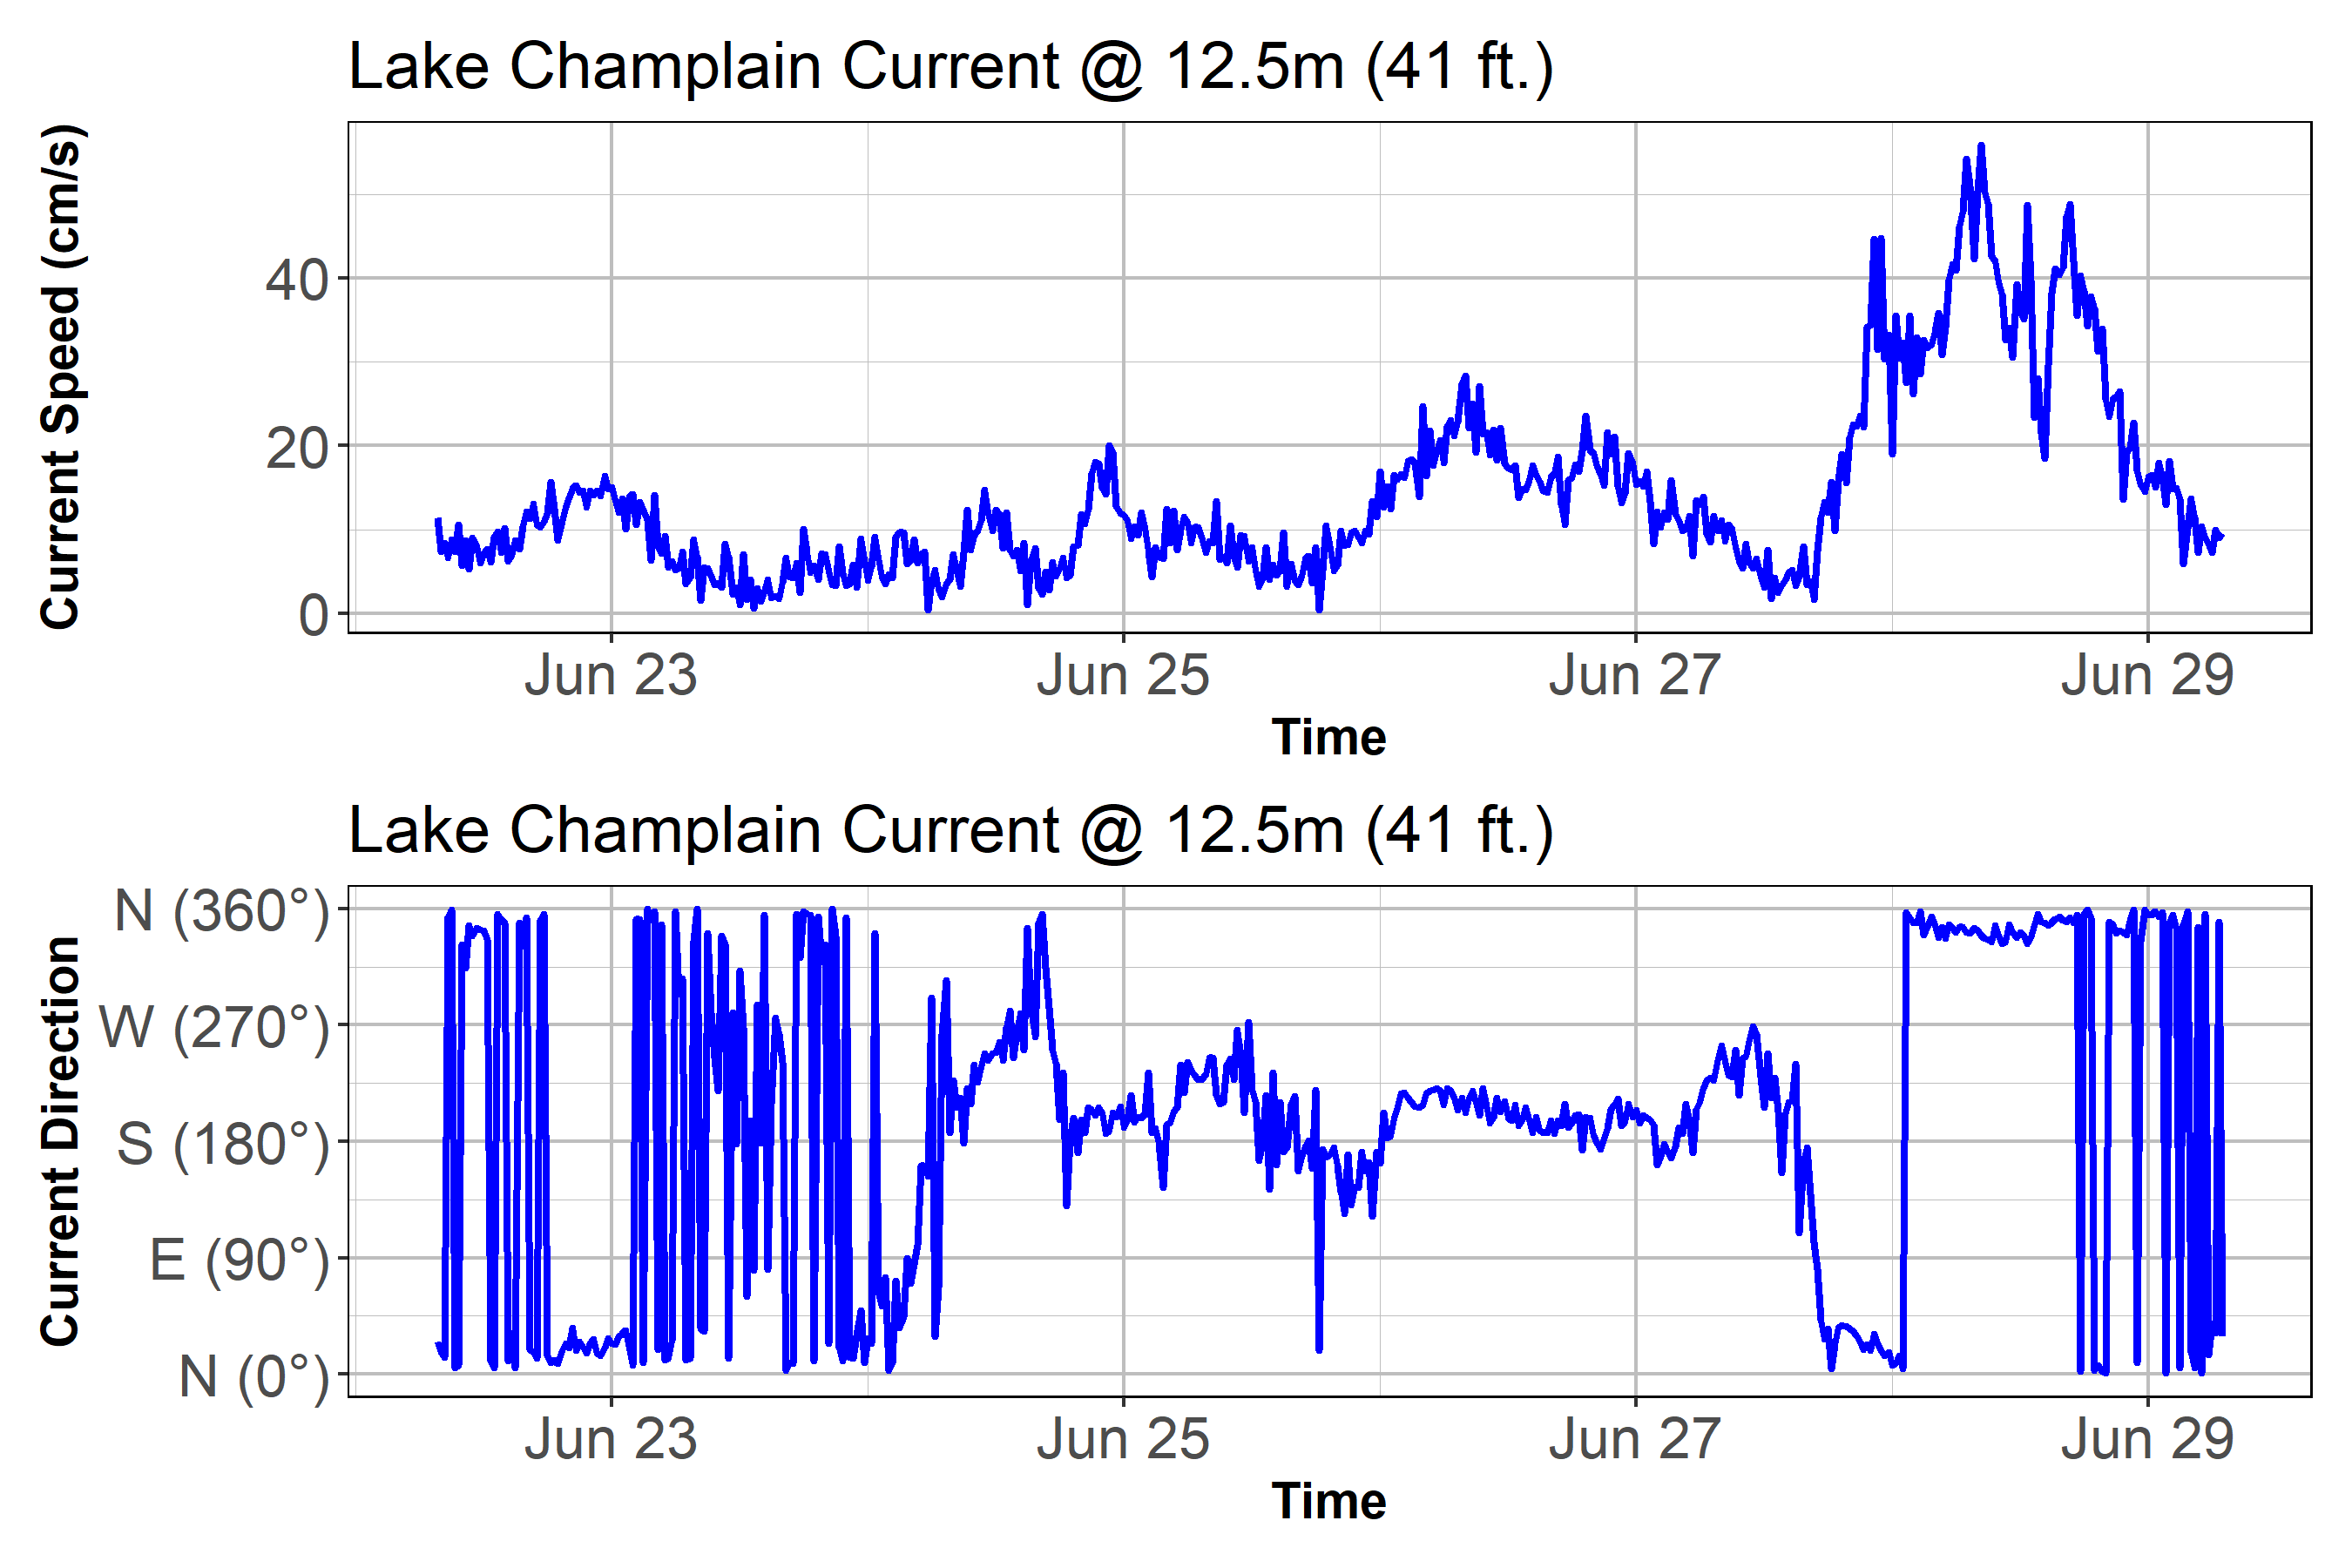 Lake Champlain Current @ 12.5m (41 ft.)
Current Speed (cm/s)
40
20
0
Jun 23 Jun 25 Jun 27 Jun 29
Time
Lake Champlain Current @ 12.5m (41 ft.)
Current Direction
N (360°)
W (270°)
S (180°)
E (90°)
N (0°)
Jun 23 Jun 25 Jun 27 Jun 29
Time